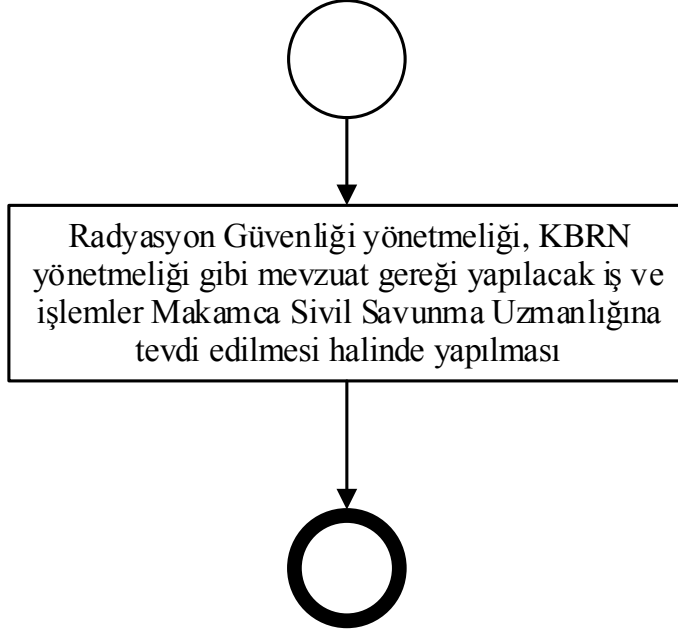 Radyasyon Güvenliği yönetmeliği, KBRN
yönetmeliği gibi mevzuat gereği yapılacak iş ve
işlemler Makamca Sivil Savunma Uzmanlığına
tevdi edilmesi halinde yapılması